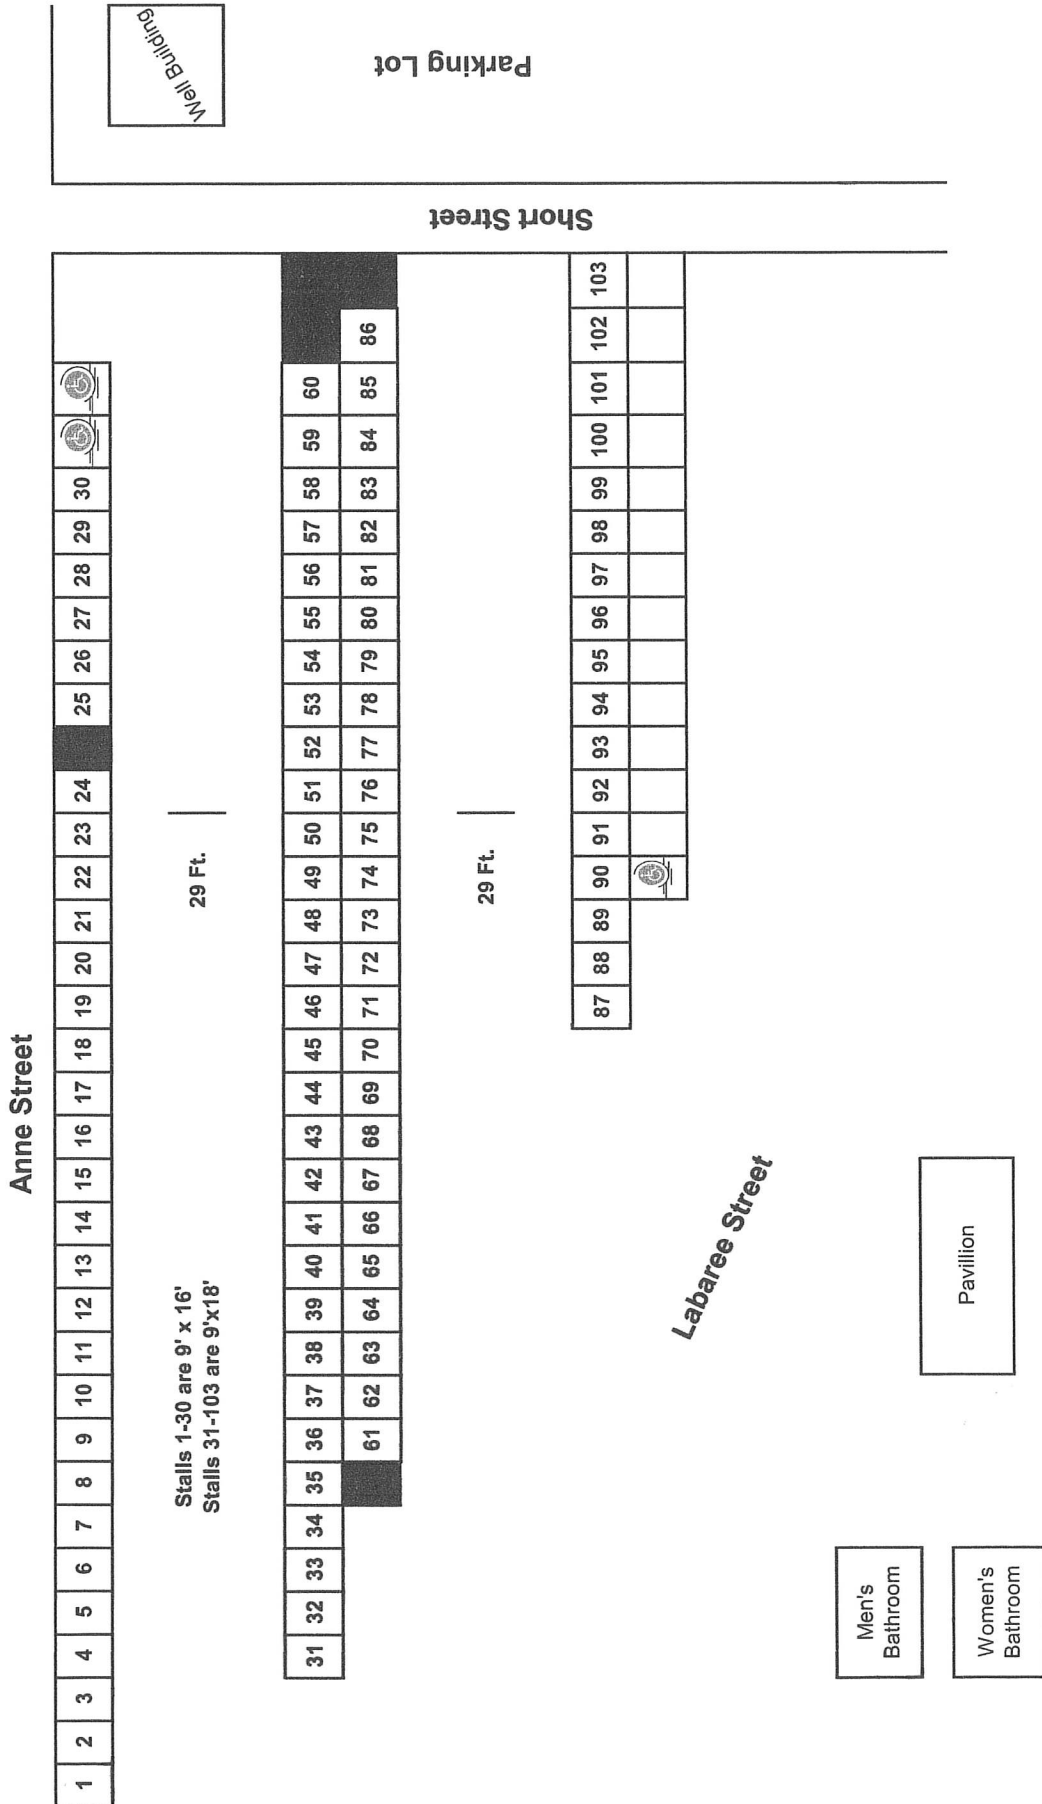 Anne Street
1 2 3 4 5 6 7 8 9 10 11 12 13 14 15 16 17 18 19 20 21 22 23 24 25 26 27 28 29 30
Well Building
Stalls 1-30 are 9' x 16'
Stalls 31-103 are 9'x18'
29 Ft.
31 32 33 34 35 36 37 38 39 40 41 42 43 44 45 46 47 48 49 50 51 52 53 54 55 56 57 58 59 60
61 62 63 64 65 66 67 68 69 70 71 72 73 74 75 76 77 78 79 80 81 82 83 84 85 86
Short Street
Parking Lot
29 Ft.
87 88 89 90 91 92 93 94 95 96 97 98 99 100 101 102 103
Labaree Street
Men's
Bathroom
Pavillion
Women's
Bathroom